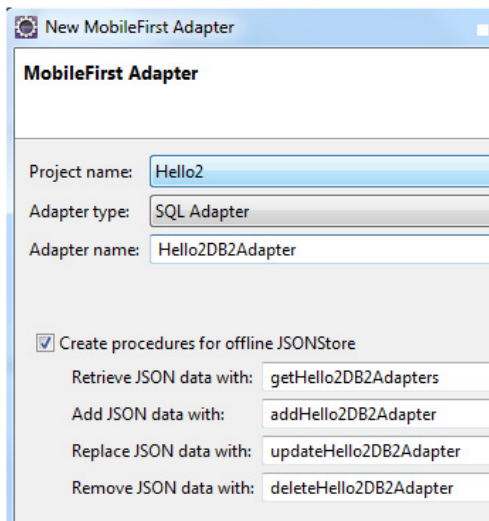 New MobileFirst Adapter
MobileFirst Adapter
Project name: Hello2
Adapter type: SQL Adapter
Adapter name: Hello2DB2Adapter
Create procedures for offline JSONStore
Retrieve JSON data with: getHello2DB2Adapters
Add JSON data with: addHello2DB2Adapter
Replace JSON data with: updateHello2DB2Adapter
Remove JSON data with: deleteHello2DB2Adapter